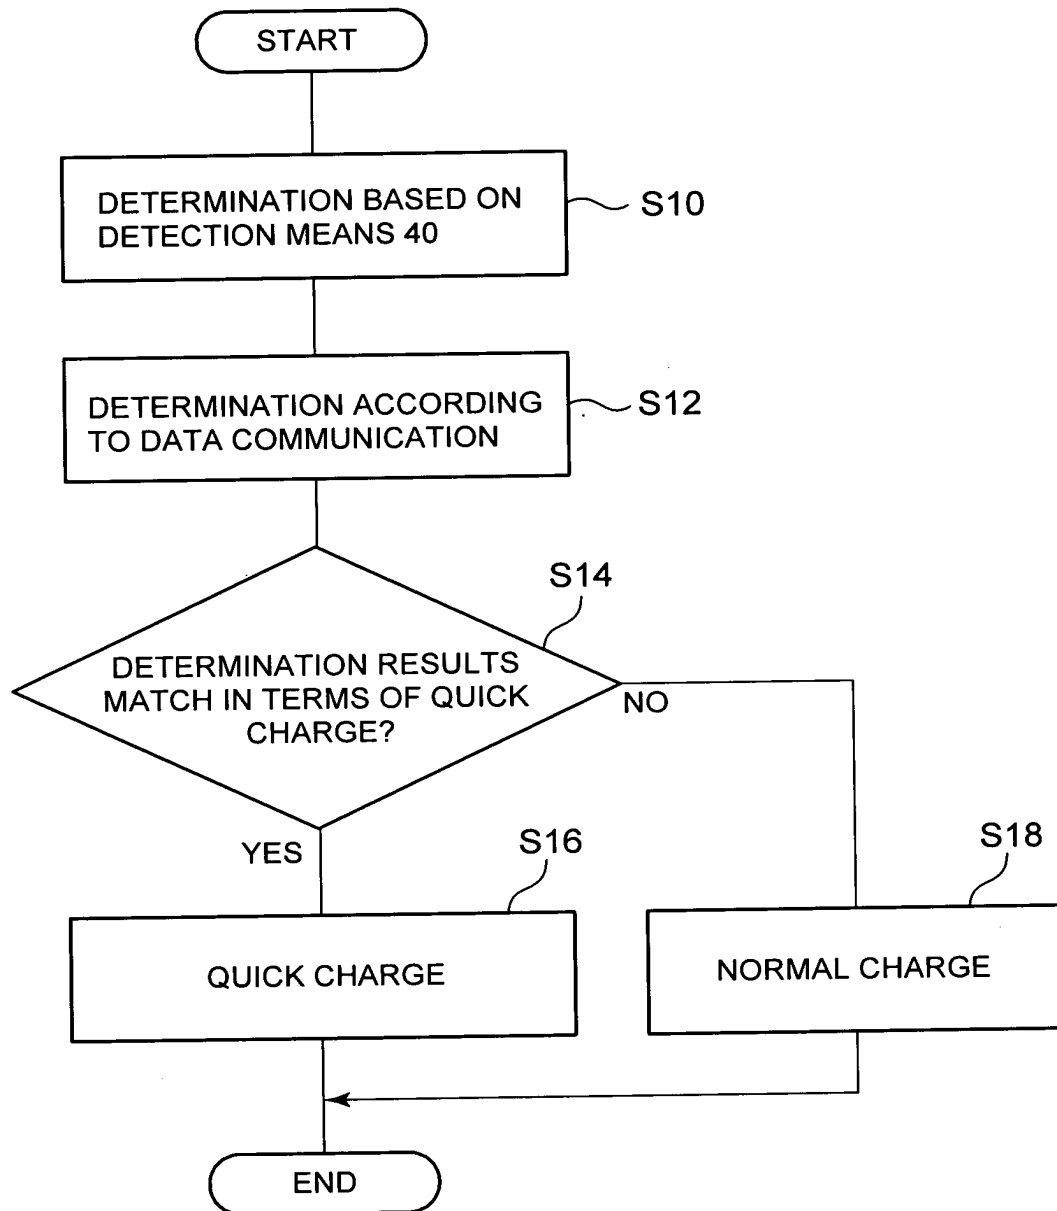 START
DETERMINATION BASED ON
DETECTION MEANS 40
S10
DETERMINATION ACCORDING
TO DATA COMMUNICATION
S12
S14
DETERMINATION RESULTS
MATCH IN TERMS OF QUICK
CHARGE?
NO
YES
S16
QUICK CHARGE
S18
NORMAL CHARGE
END